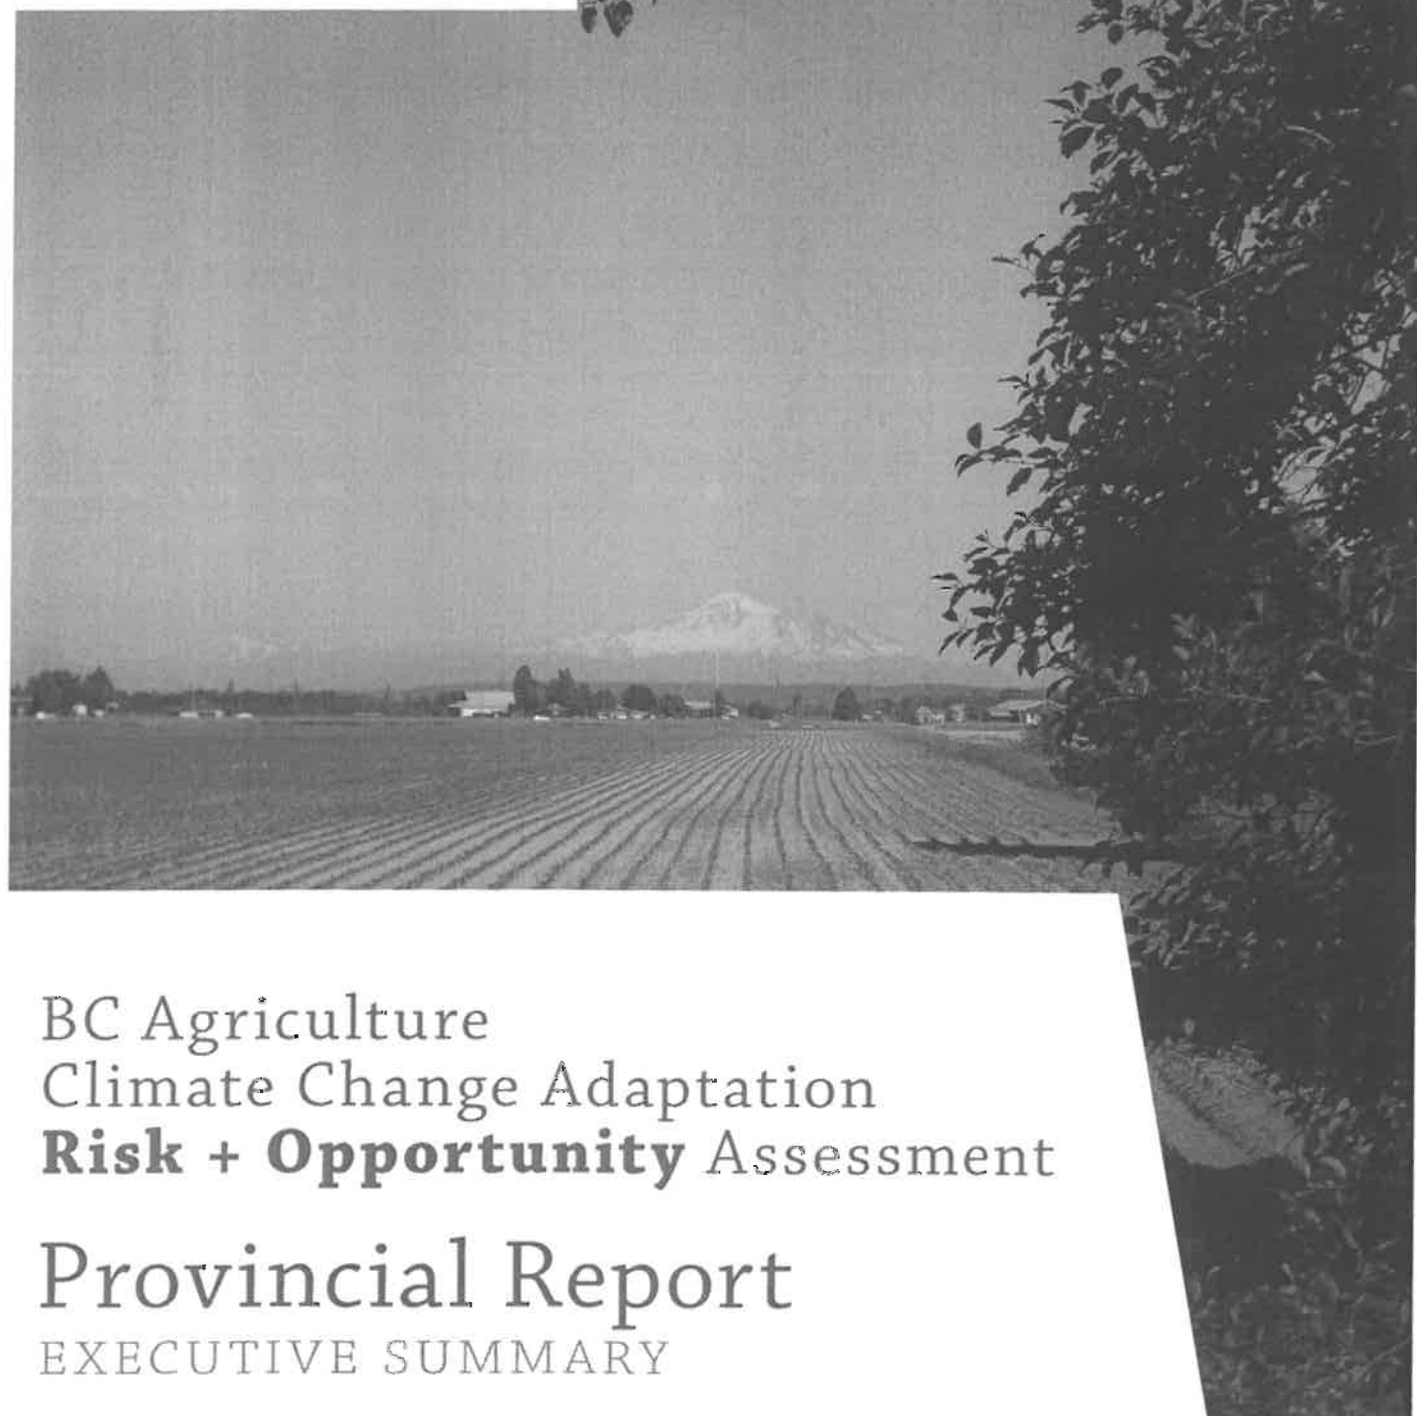 BC Agriculture
Climate Change Adaptation
Risk + Opportunity Assessment
Provincial Report
EXECUTIVE SUMMARY